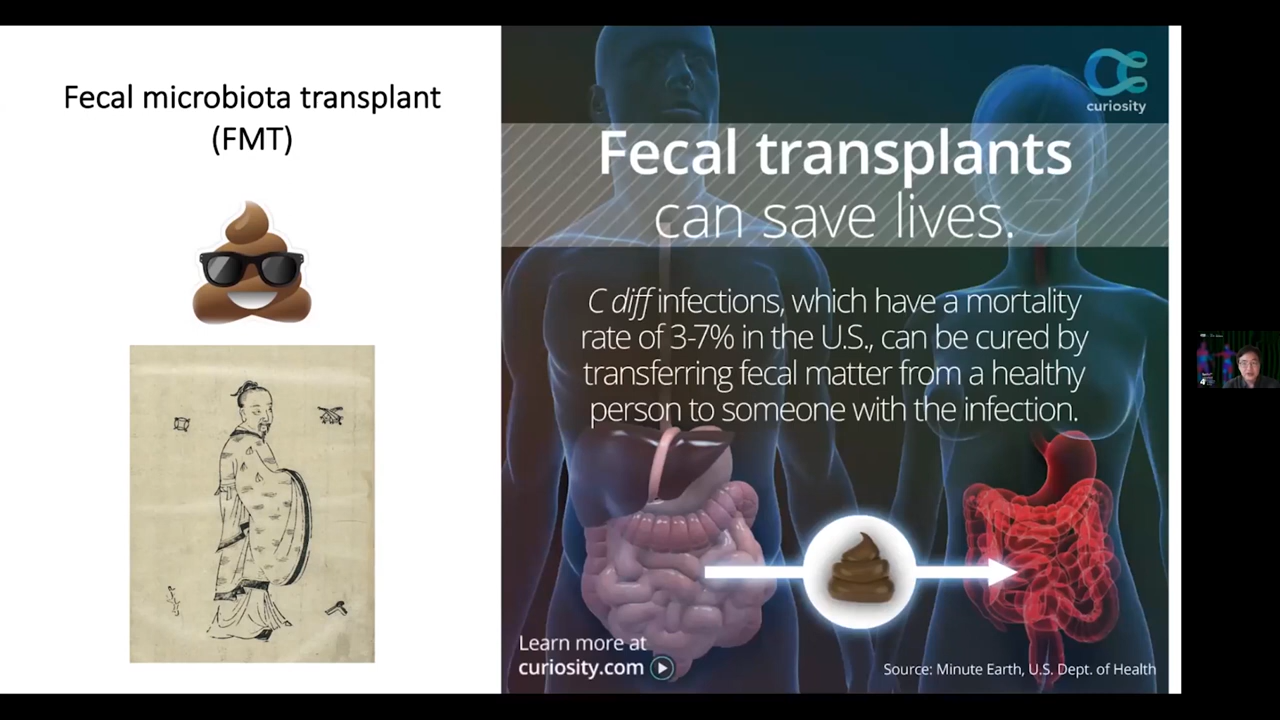 Fecal microbiota transplant
(FMT)
curiosity
Fecal transplants
can save lives.
C diff infections, which have a mortality
rate of 3-7% in the U.S., can be cured by
transferring fecal matter from a healthy
person to someone with the infection.
Learn more at
curiosity.com
Source: Minute Earth, U.S. Dept. of Health